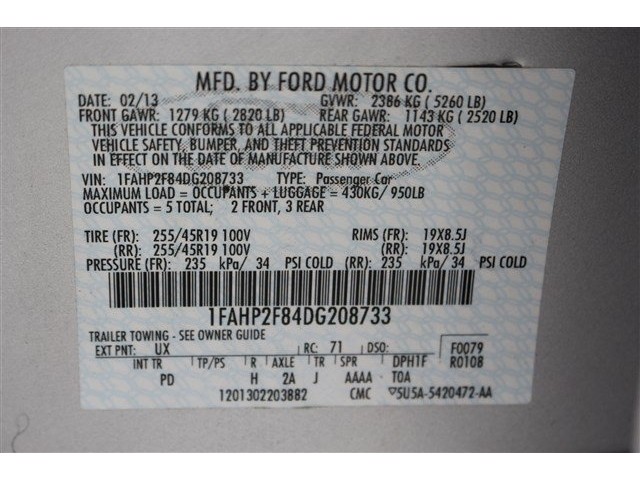 MFD. BY FORD MOTOR CO.
DATE: 02/13 GVWR: 2386 KG ( 5260 LB)
FRONT GAWR: 1279 KG ( 2820 LB) REAR GAWR: 1143 KG ( 2520 LB)
THIS VEHICLE CONFORMS TO ALL APPLICABLE FEDERAL MOTOR
VEHICLE SAFETY, BUMPER, AND THEFT PREVENTION STANDARDS
IN EFFECT ON THE DATE OF MANUFACTURE SHOWN ABOVE.
VIN: 1FAHP2F84DG208733 TYPE: Passenger Car
MAXIMUM LOAD = OCCUPANTS + LUGGAGE = 430KG/ 950LB
OCCUPANTS = 5 TOTAL; 2 FRONT, 3 REAR
TIRE (FR): 255/45R19 100V RIMS (FR): 19X8.5J
(RR): 255/45R19 100V (RR): 19X8.5J
PRESSURE (FR): 235 kPa/ 34 PSI COLD (RR): 235 kPa/ 34 PSI COLD
1FAHP2F84DG208733
TRAILER TOWING - SEE OWNER GUIDE
EXT PNT: UX RC: 71 DSO: F0079
INT TR TP/PS R AXLE TR SPR DPH1F R0108
PD H 2A J AAAA TOA
1201302203882 CMC 5U5A-5420472-AA